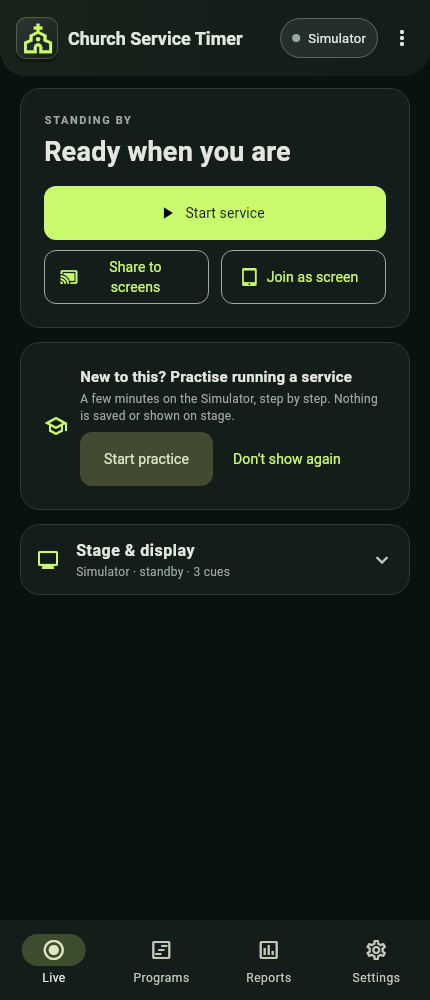 Church Service Timer
Simulator
STANDING BY
Ready when you are
Start service
Share to
screens
Join as screen
New to this? Practise running a service
A few minutes on the Simulator, step by step. Nothing
is saved or shown on stage.
Start practice
Don't show again
Stage & display
Simulator · standby · 3 cues
Live
Programs
Reports
Settings